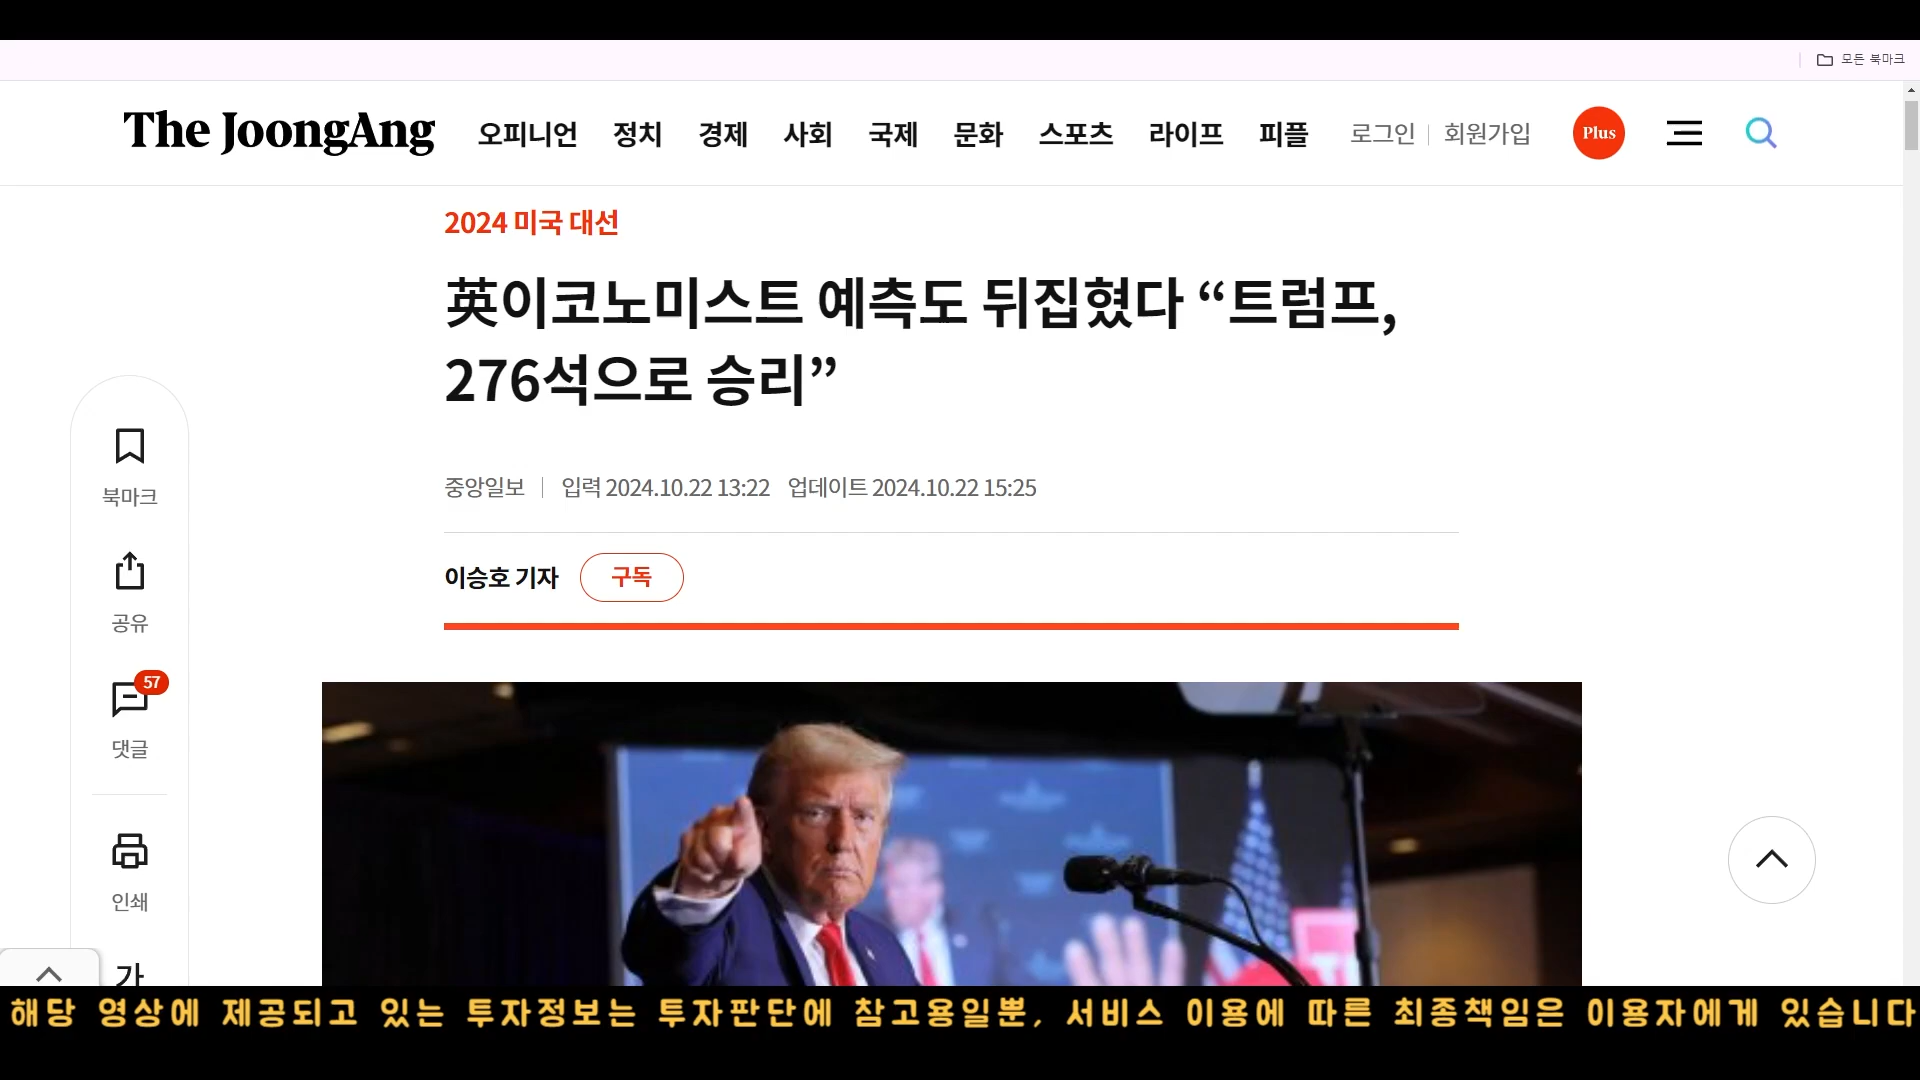 모든 북마크
The JoongAng 오피니언 정치 경제 사회 국제 문화 스포츠 라이프 피플 로그인 회원가입 Plus
2024 미국 대선
英이코노미스트 예측도 뒤집혔다 “트럼프,
276석으로 승리”
중앙일보 입력 2024.10.22 13:22 업데이트 2024.10.22 15:25
이승호 기자 구독
북마크
공유
57
댓글
인쇄
가
해당 영상에 제공되고 있는 투자정보는 투자판단에 참고용일뿐, 서비스 이용에 따른 최종책임은 이용자에게 있습니다